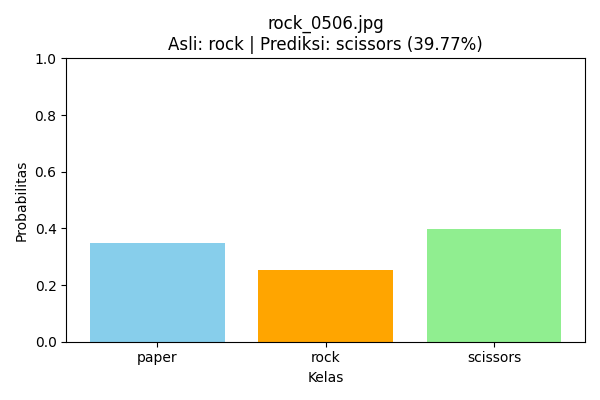 rock_0506.jpg
Asli: rock | Prediksi: scissors (39.77%)
1.0
0.8
0.6
0.4
0.2
0.0
Probabilitas
paper rock scissors
Kelas